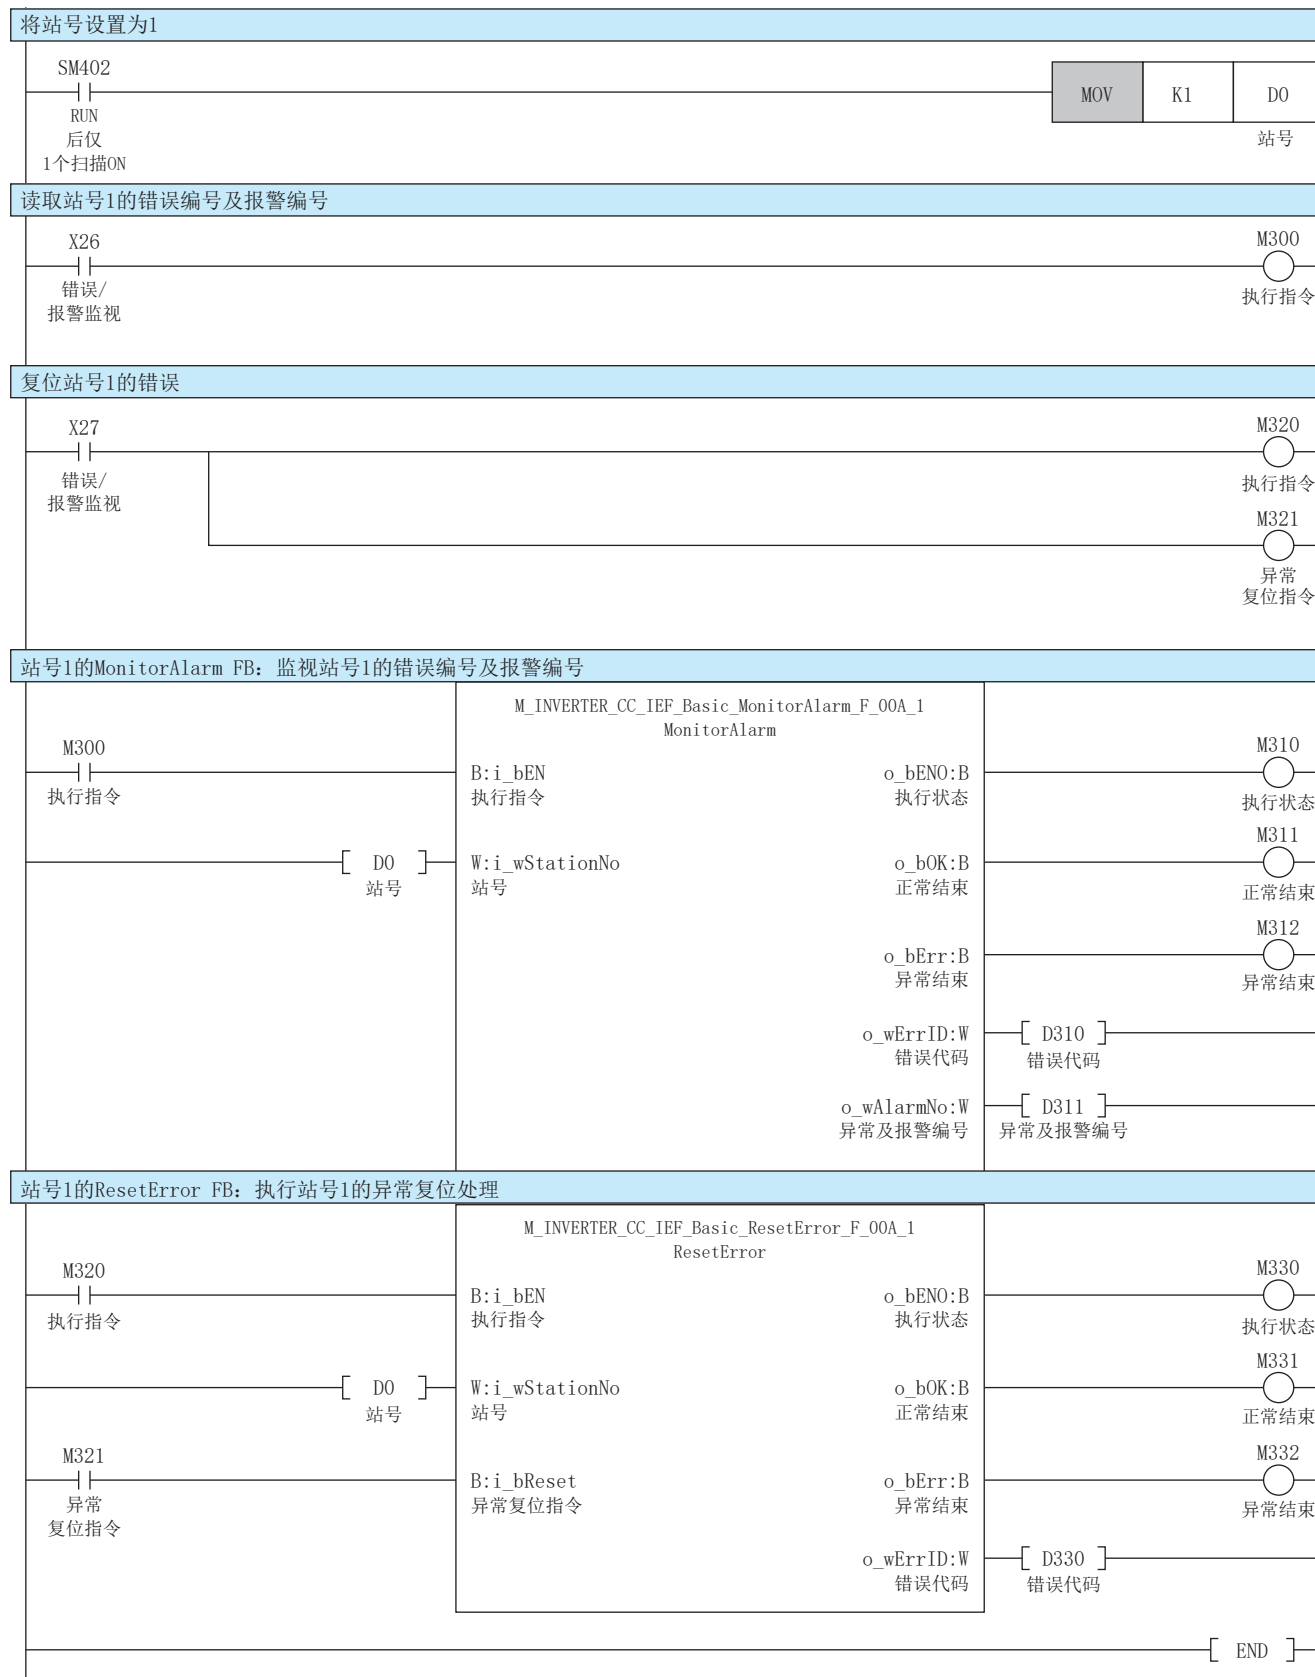 将站号设置为1
SM402
MOV K1 D0
RUN
后仅
1个扫描ON
站号
读取站号1的错误编号及报警编号
X26
M300
错误/
报警监视
执行指令
复位站号1的错误
X27
M320
错误/
报警监视
执行指令
M321
异常
复位指令
站号1的MonitorAlarm FB：监视站号1的错误编号及报警编号
M_INVERTER_CC_IEF_Basic_MonitorAlarm_F_00A_1
MonitorAlarm
M300
M310
B:i_bEN
o_bENO:B
执行指令
执行指令
执行状态
执行状态
M311
D0
W:i_wStationNo
o_bOK:B
站号
站号
正常结束
正常结束
M312
o_bErr:B
异常结束
异常结束
o_wErrID:W
D310
错误代码
错误代码
o_wAlarmNo:W
D311
异常及报警编号
异常及报警编号
站号1的ResetError FB：执行站号1的异常复位处理
M_INVERTER_CC_IEF_Basic_ResetError_F_00A_1
ResetError
M320
M330
B:i_bEN
o_bENO:B
执行指令
执行指令
执行状态
执行状态
M331
D0
W:i_wStationNo
o_bOK:B
站号
站号
正常结束
正常结束
M321
M332
B:i_bReset
o_bErr:B
异常
复位指令
异常复位指令
异常结束
异常结束
o_wErrID:W
D330
错误代码
错误代码
END